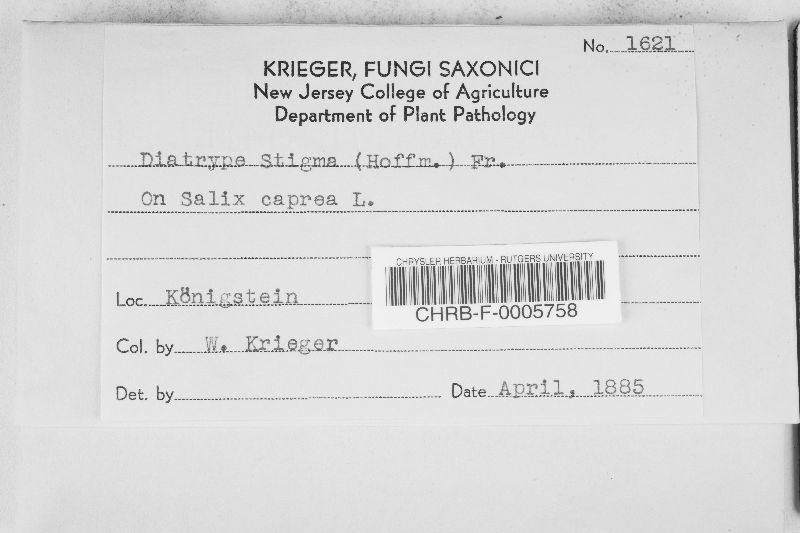 No. 1621
KRIEGER, FUNGI SAXONICI
New Jersey College of Agriculture
Department of Plant Pathology
Diatrype Stigma (Hoffm.) Fr.
On Salix caprea L.
CHRYSLER HERBARIUM - RUTGERS UNIVERSITY
CHRB-F-0005758
Loc. Königstein
Col. by W. Krieger
Det. by
Date April, 1885